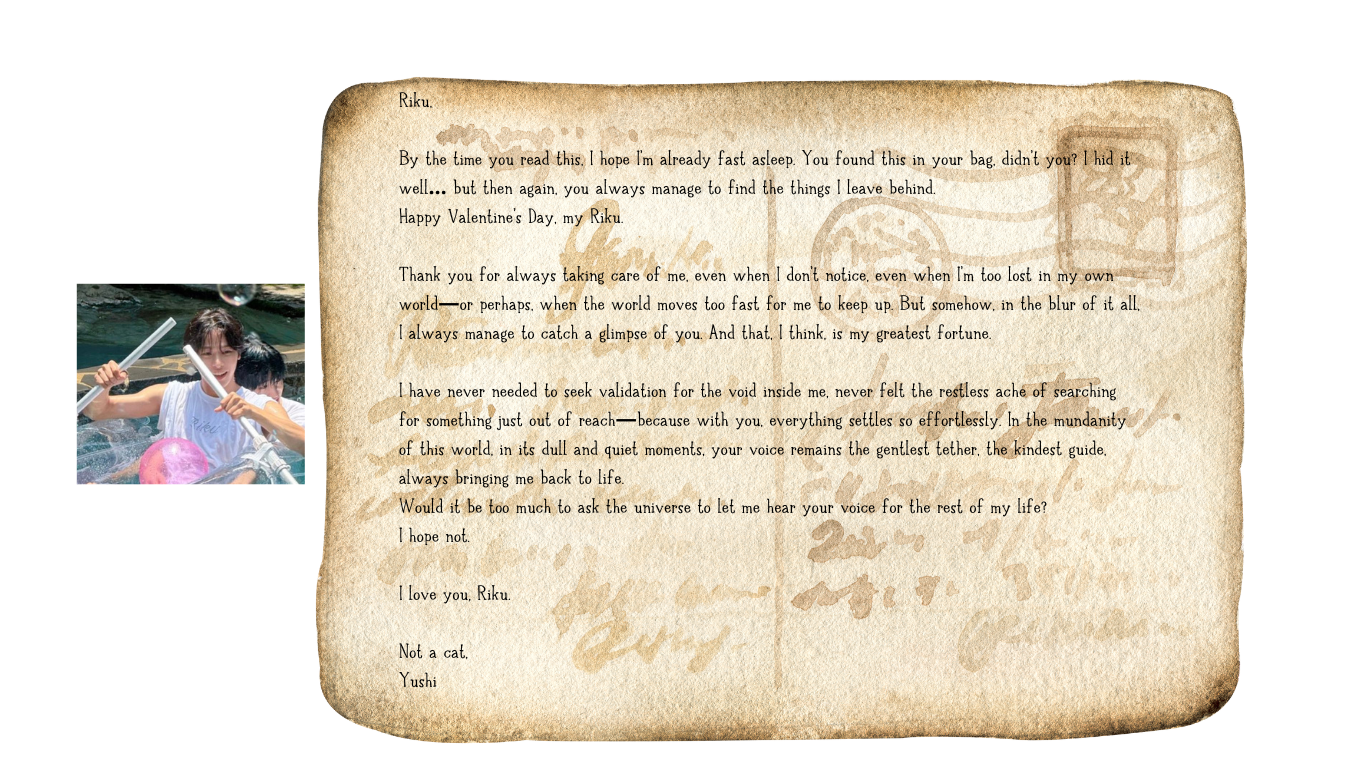 Riku,
By the time you read this, I hope I'm already fast asleep. You found this in your bag, didn't you? I hid it
well... but then again, you always manage to find the things I leave behind.
Happy Valentine's Day, my Riku.
Thank you for always taking care of me, even when I don't notice, even when I'm too lost in my own
world—or perhaps, when the world moves too fast for me to keep up. But somehow, in the blur of it all,
I always manage to catch a glimpse of you. And that, I think, is my greatest fortune.
I have never needed to seek validation for the void inside me, never felt the restless ache of searching
for something just out of reach—because with you, everything settles so effortlessly. In the mundanity
of this world, in its dull and quiet moments, your voice remains the gentlest tether, the kindest guide,
always bringing me back to life.
Would it be too much to ask the universe to let me hear your voice for the rest of my life?
I hope not.
I love you, Riku.
Not a cat,
Yushi